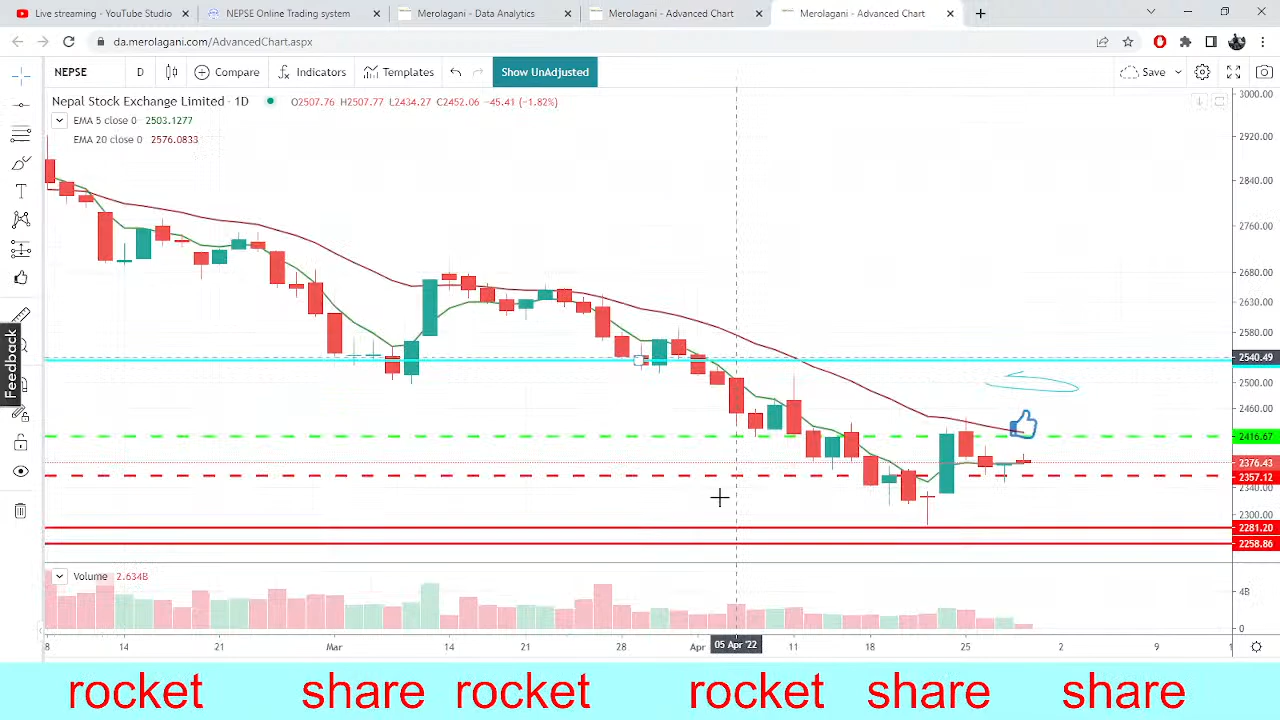 Live streaming - YouTube Studio NEPSE Online Trading system Merolagani - Data Analytics Merolagani - Advanced Chart Merolagani - Advanced Chart
da.merolagani.com/AdvancedChart.aspx
NEPSE D Compare Indicators Templates Show UnAdjusted Save
Nepal Stock Exchange Limited · 1D O2507.76 H2507.77 L2434.27 C2452.06 −45.41 (−1.82%)
EMA 5 close 0 2503.1277
EMA 20 close 0 2576.0833
3000.00
2920.00
2840.00
2760.00
2680.00
2630.00
2580.00
2540.49
2500.00
2460.00
2416.67
2376.43
2357.12
2340.00
2300.00
2281.20
2258.86
Feedback
Volume 2.634B
4B
0
8 14 21 Mar 14 21 28 Apr 05 Apr '22 11 18 25 2 9 1
rocket share rocket rocket share share